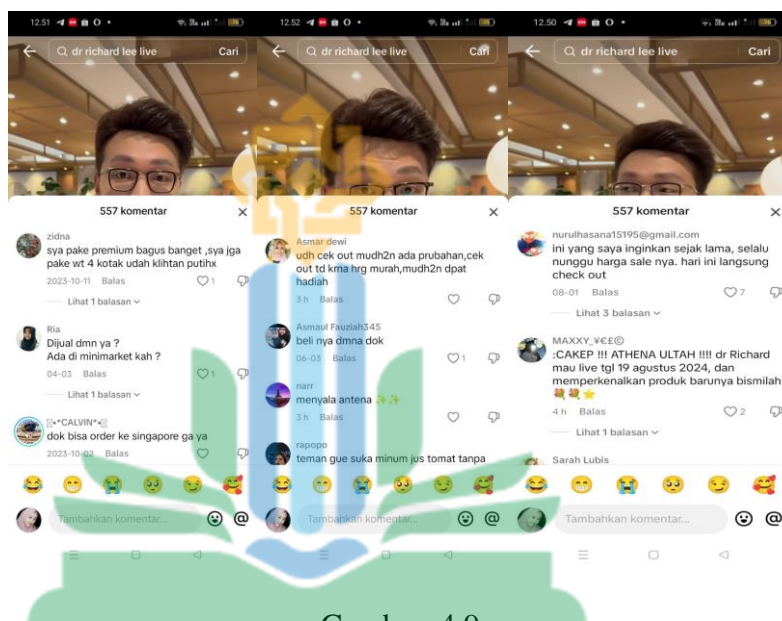 12.51
dr richard lee live Cari
557 komentar
zidna
sya pake premium bagus banget ,sya jga
pake wt 4 kotak udah klihtan putihx
2023-10-11 Balas 1
Lihat 1 balasan
Ria
Dijual dmn ya ?
Ada di minimarket kah ?
04-03 Balas 1
Lihat 1 balasan
•*CALVIN*•
dok bisa order ke singapore ga ya
2023-10-02 Balas
Tambahkan komentar... @
12.52
dr richard lee live Cari
557 komentar
Asmar dewi
udh cek out mudh2n ada prubahan,cek
out td kma hrg murah,mudh2n dpat
hadiah
3 h Balas
Asmaul Fauziah345
beli nya dmna dok
06-03 Balas 1
narr
menyala antena ✨✨
3 h Balas
rapopo
teman gue suka minum jus tomat tanpa
Tambahkan komentar... @
12.50
dr richard lee live Cari
557 komentar
nurulhasana15195@gmail.com
ini yang saya inginkan sejak lama, selalu
nunggu harga sale nya. hari ini langsung
check out
08-01 Balas 7
Lihat 3 balasan
MAXXY_¥€£©
:CAKEP !!! ATHENA ULTAH !!!! dr Richard
mau live tgl 19 agustus 2024, dan
memperkenalkan produk barunya bismilah
💐💐⭐
4 h Balas 2
Lihat 1 balasan
Sarah Lubis
Tambahkan komentar... @